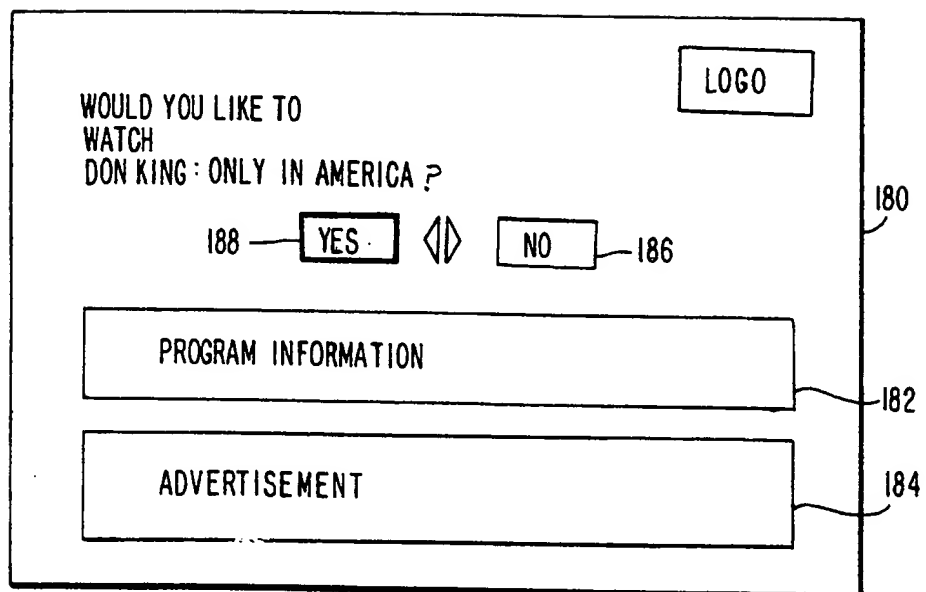 LOGO
WOULD YOU LIKE TO
WATCH
DON KING: ONLY IN AMERICA?
180
188 YES NO 186
PROGRAM INFORMATION
182
ADVERTISEMENT
184